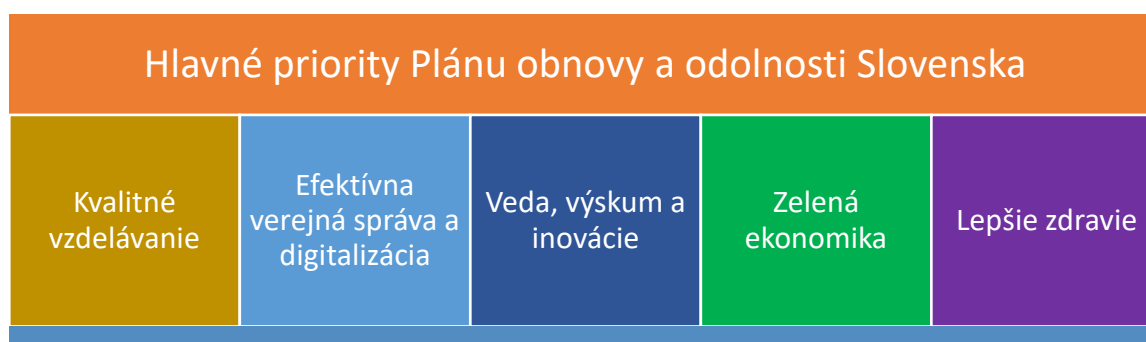 Hlavné priority Plánu obnovy a odolnosti Slovenska
Kvalitné
vzdelávanie
Efektívna
verejná správa a
digitalizácia
Veda, výskum a
inovácie
Zelená
ekonomika
Lepšie zdravie